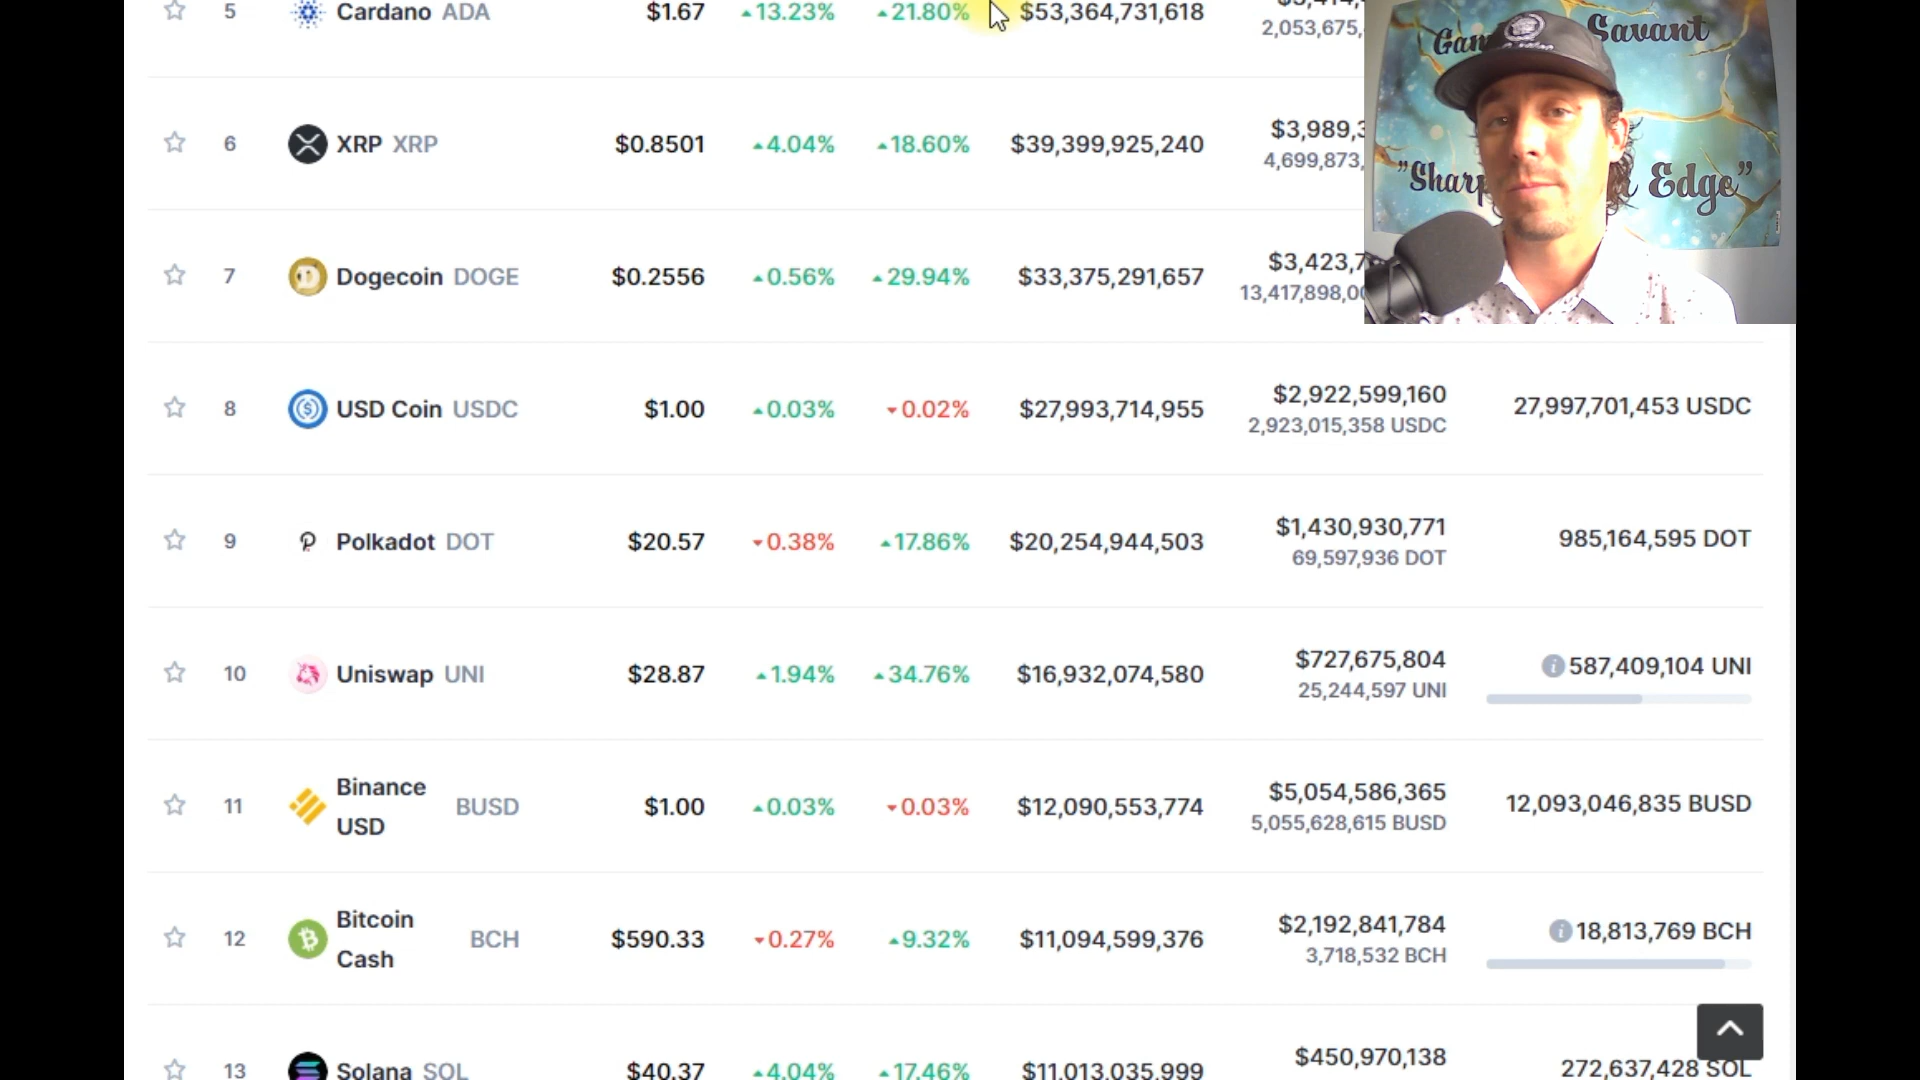 5 Cardano ADA $1.67 13.23% 21.80% $53,364,731,618
2,053,675,
6 XRP XRP $0.8501 4.04% 18.60% $39,399,925,240 $3,989,3
4,699,873,
7 Dogecoin DOGE $0.2556 0.56% 29.94% $33,375,291,657 $3,423,7
13,417,898,00
8 USD Coin USDC $1.00 0.03% 0.02% $27,993,714,955 $2,922,599,160 27,997,701,453 USDC
2,923,015,358 USDC
9 Polkadot DOT $20.57 0.38% 17.86% $20,254,944,503 $1,430,930,771 985,164,595 DOT
69,597,936 DOT
10 Uniswap UNI $28.87 1.94% 34.76% $16,932,074,580 $727,675,804 587,409,104 UNI
25,244,597 UNI
11 Binance USD BUSD $1.00 0.03% 0.03% $12,090,553,774 $5,054,586,365 12,093,046,835 BUSD
5,055,628,615 BUSD
12 Bitcoin Cash BCH $590.33 0.27% 9.32% $11,094,599,376 $2,192,841,784 18,813,769 BCH
3,718,532 BCH
13 Solana SOL $40.37 4.04% 17.46% $11,013,035,999 $450,970,138 272,637,428 SOL
Savant
"Sharp Edge"